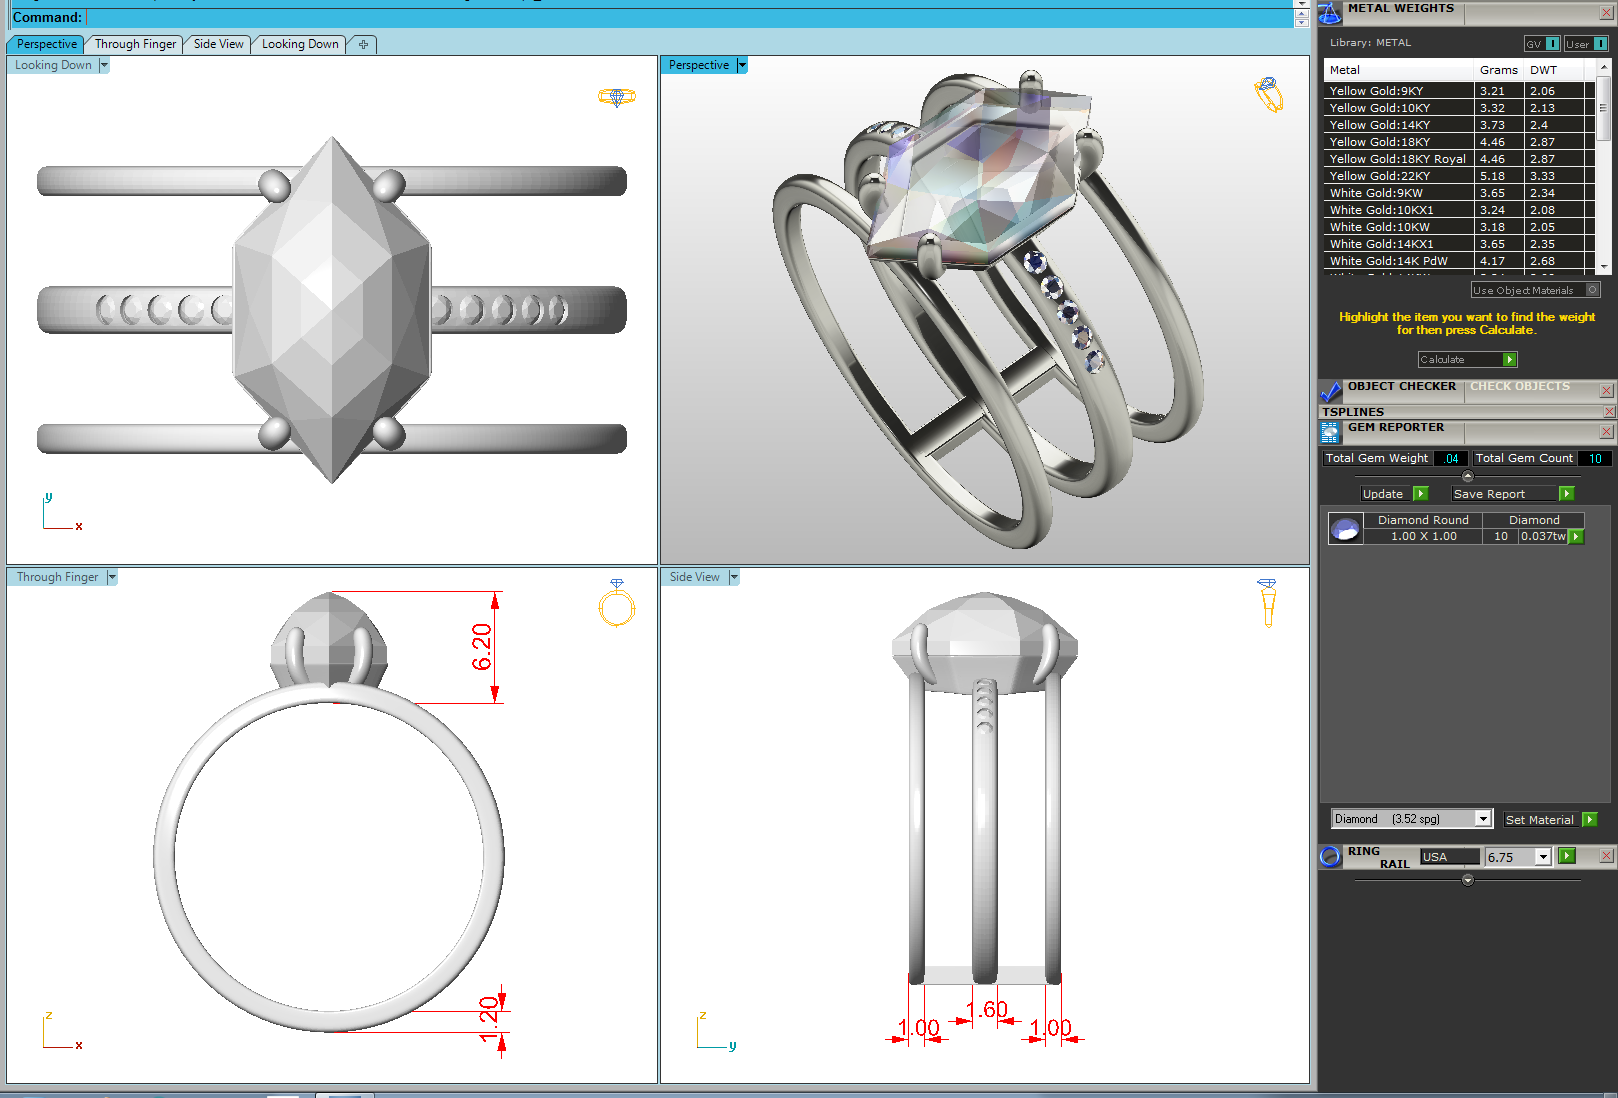 Command:
Perspective
Through Finger
Side View
Looking Down
Looking Down
y
x
Perspective
Through Finger
6.20
1.20
z
x
Side View
1.00
1.60
1.00
z
y
METAL WEIGHTS
Library: METAL
GV I User I
Metal Grams DWT
Yellow Gold:9KY 3.21 2.06
Yellow Gold:10KY 3.32 2.13
Yellow Gold:14KY 3.73 2.4
Yellow Gold:18KY 4.46 2.87
Yellow Gold:18KY Royal 4.46 2.87
Yellow Gold:22KY 5.18 3.33
White Gold:9KW 3.65 2.34
White Gold:10KX1 3.24 2.08
White Gold:10KW 3.18 2.05
White Gold:14KX1 3.65 2.35
White Gold:14K PdW 4.17 2.68
Use Object Materials
Highlight the item you want to find the weight
for then press Calculate.
Calculate
OBJECT CHECKER CHECK OBJECTS
TSPLINES
GEM REPORTER
Total Gem Weight .04 Total Gem Count 10
Update Save Report
Diamond Round Diamond
1.00 X 1.00 10 0.037tw
Diamond (3.52 spg) Set Material
RING
RAIL USA 6.75